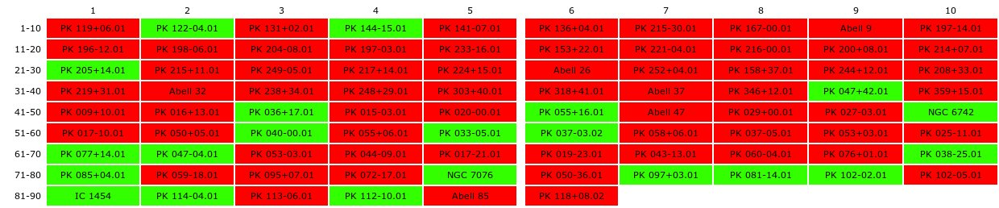 1 2 3 4 5 6 7 8 9 10
1-10 PK 119+06.01 PK 122-04.01 PK 131+02.01 PK 144-15.01 PK 141-07.01 PK 136+04.01 PK 215-30.01 PK 167-00.01 Abell 9 PK 197-14.01
11-20 PK 196-12.01 PK 198-06.01 PK 204-08.01 PK 197-03.01 PK 233-16.01 PK 153+22.01 PK 221-04.01 PK 216-00.01 PK 200+08.01 PK 214+07.01
21-30 PK 205+14.01 PK 215+11.01 PK 249-05.01 PK 217+14.01 PK 224+15.01 Abell 26 PK 252+04.01 PK 158+37.01 PK 244+12.01 PK 208+33.01
31-40 PK 219+31.01 Abell 32 PK 238+34.01 PK 248+29.01 PK 303+40.01 PK 318+41.01 Abell 37 PK 346+12.01 PK 047+42.01 PK 359+15.01
41-50 PK 009+10.01 PK 016+13.01 PK 036+17.01 PK 015-03.01 PK 020-00.01 PK 055+16.01 Abell 47 PK 029+00.01 PK 027-03.01 NGC 6742
51-60 PK 017-10.01 PK 050+05.01 PK 040-00.01 PK 055+06.01 PK 033-05.01 PK 037-03.02 PK 058+06.01 PK 037-05.01 PK 053+03.01 PK 025-11.01
61-70 PK 077+14.01 PK 047-04.01 PK 053-03.01 PK 044-09.01 PK 017-21.01 PK 019-23.01 PK 043-13.01 PK 060-04.01 PK 076+01.01 PK 038-25.01
71-80 PK 085+04.01 PK 059-18.01 PK 095+07.01 PK 072-17.01 NGC 7076 PK 050-36.01 PK 097+03.01 PK 081-14.01 PK 102-02.01 PK 102-05.01
81-90 IC 1454 PK 114-04.01 PK 113-06.01 PK 112-10.01 Abell 85 PK 118+08.02